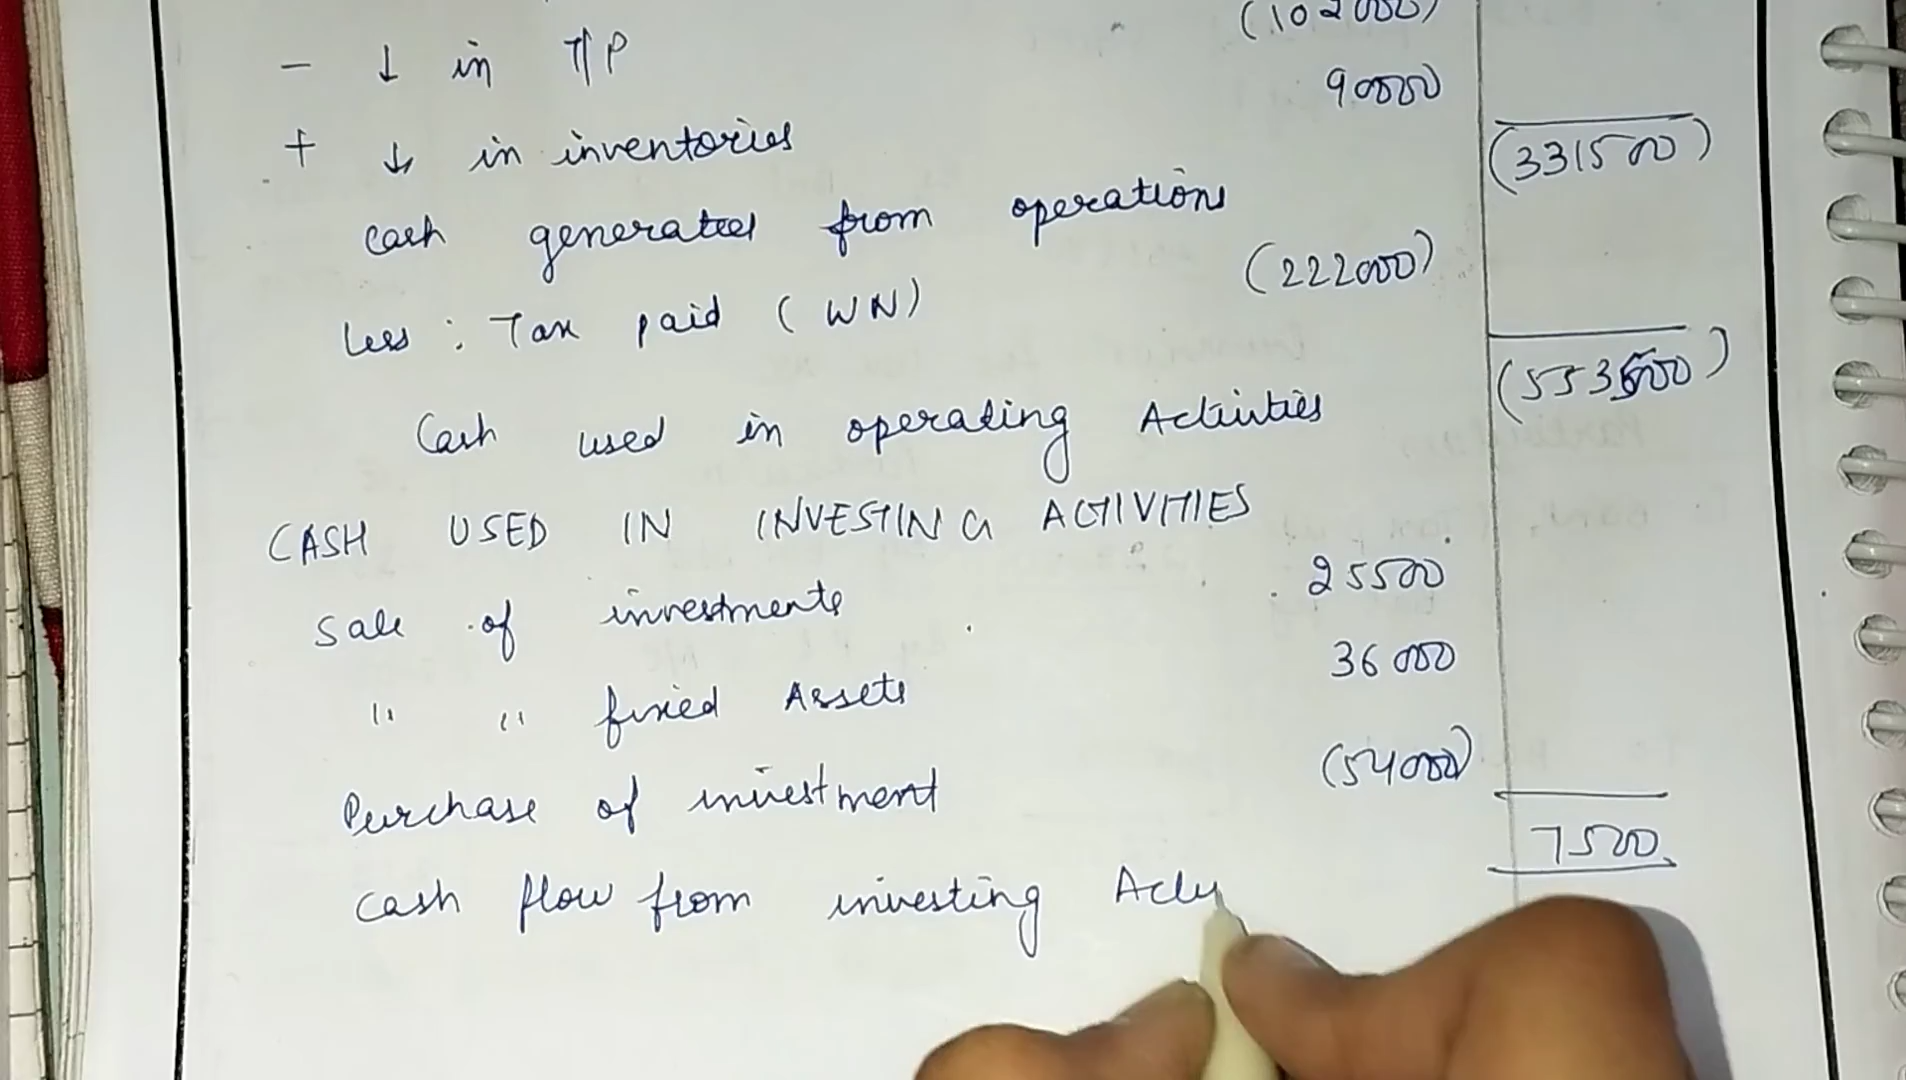 (102000)
- ↓ in T/P
90000
+ ↓ in inventories
(331500)
cash generated from operations
(222000)
Less : Tax paid (WN)
(553500)
Cash used in operating Activities
CASH USED IN INVESTING ACTIVITIES
Sale of investments 25500
" " fixed Assets 36000
Purchase of investment (54000)
7500
cash flow from investing Activ